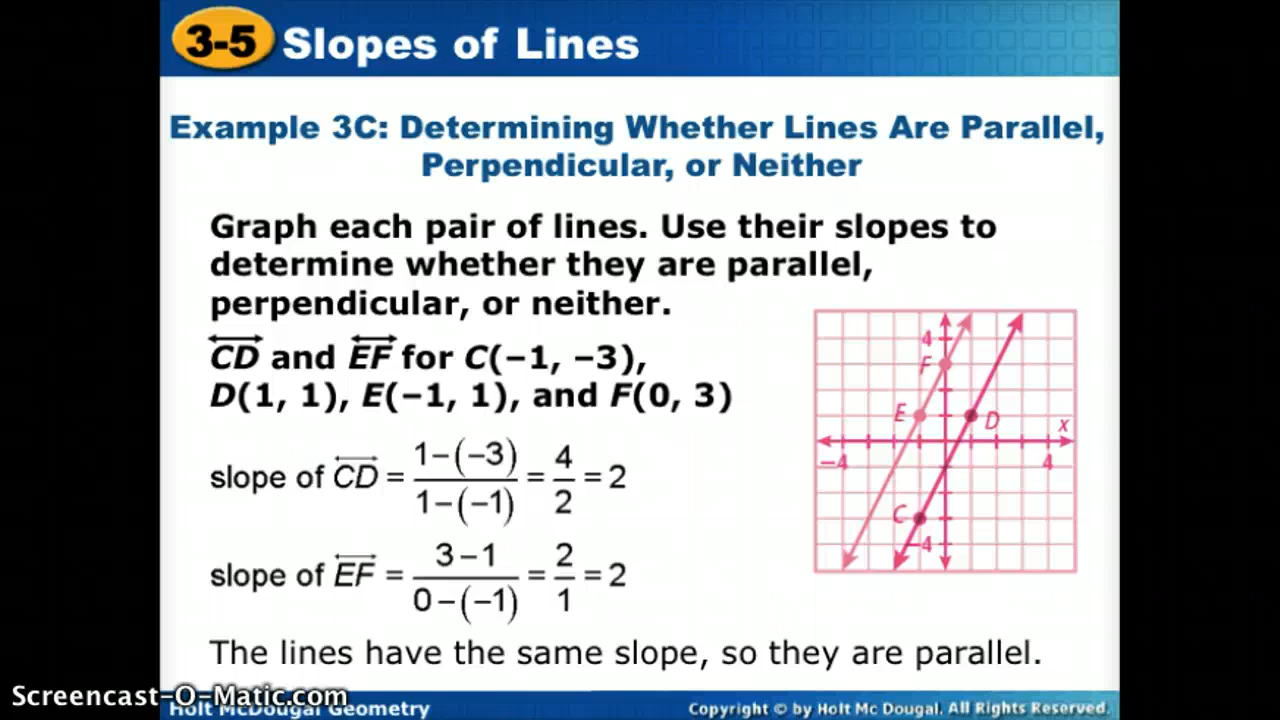 3-5 Slopes of Lines
Example 3C: Determining Whether Lines Are Parallel,
Perpendicular, or Neither
Graph each pair of lines. Use their slopes to
determine whether they are parallel,
perpendicular, or neither.
CD and EF for C(−1, −3),
D(1, 1), E(−1, 1), and F(0, 3)
slope of CD = 1−(−3) / 1−(−1) = 4/2 = 2
slope of EF = 3−1 / 0−(−1) = 2/1 = 2
The lines have the same slope, so they are parallel.
4
F
E
D
x
−4
4
C
−4
Screencast-O-Matic.com
Holt McDougal Geometry
Copyright © by Holt Mc Dougal. All Rights Reserved.